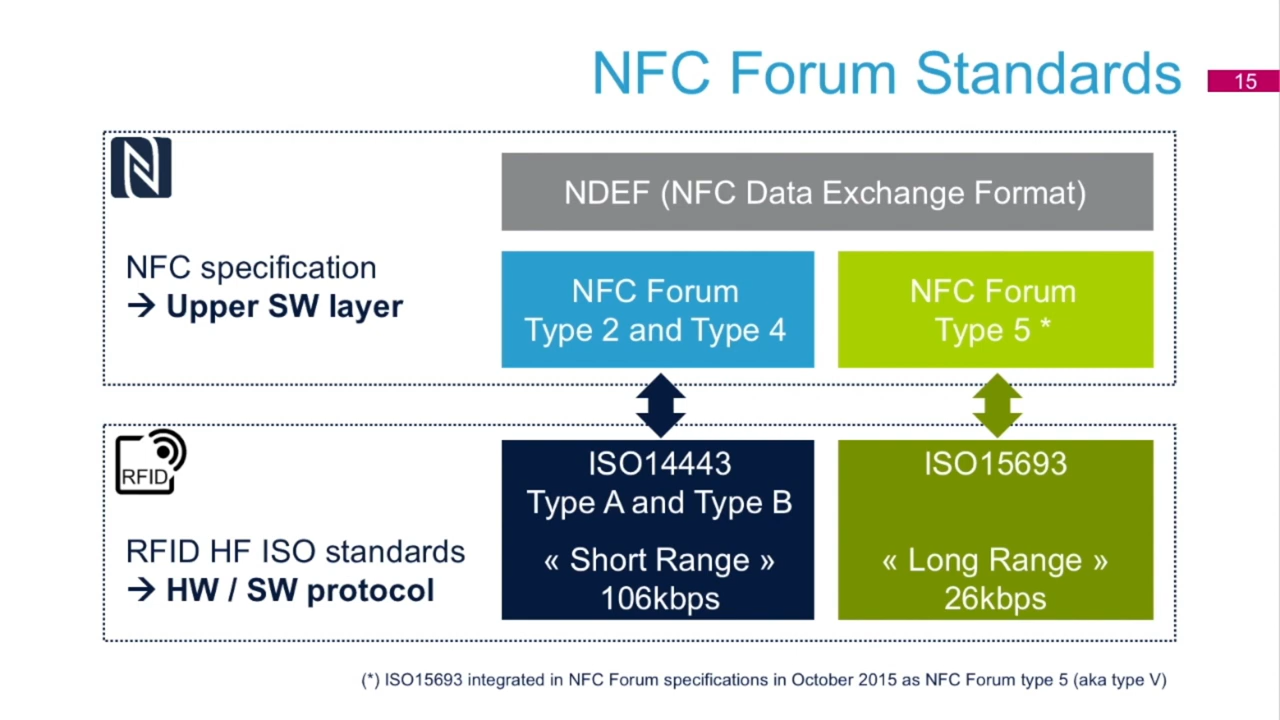 NFC Forum Standards
15
NDEF (NFC Data Exchange Format)
NFC specification
→ Upper SW layer
NFC Forum
Type 2 and Type 4
NFC Forum
Type 5 *
RFID
RFID HF ISO standards
→ HW / SW protocol
ISO14443
Type A and Type B
« Short Range »
106kbps
ISO15693
« Long Range »
26kbps
(*) ISO15693 integrated in NFC Forum specifications in October 2015 as NFC Forum type 5 (aka type V)